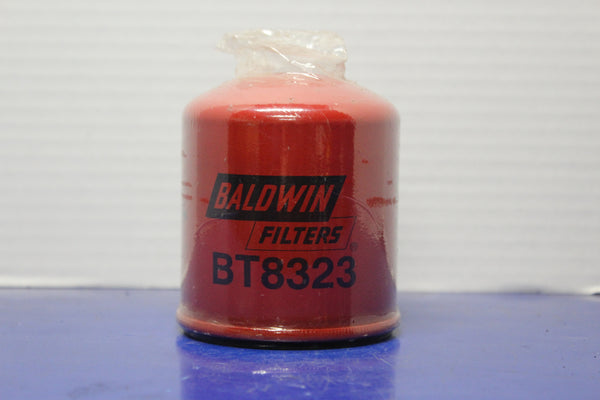 BALDWIN
FILTERS
®
BT8323